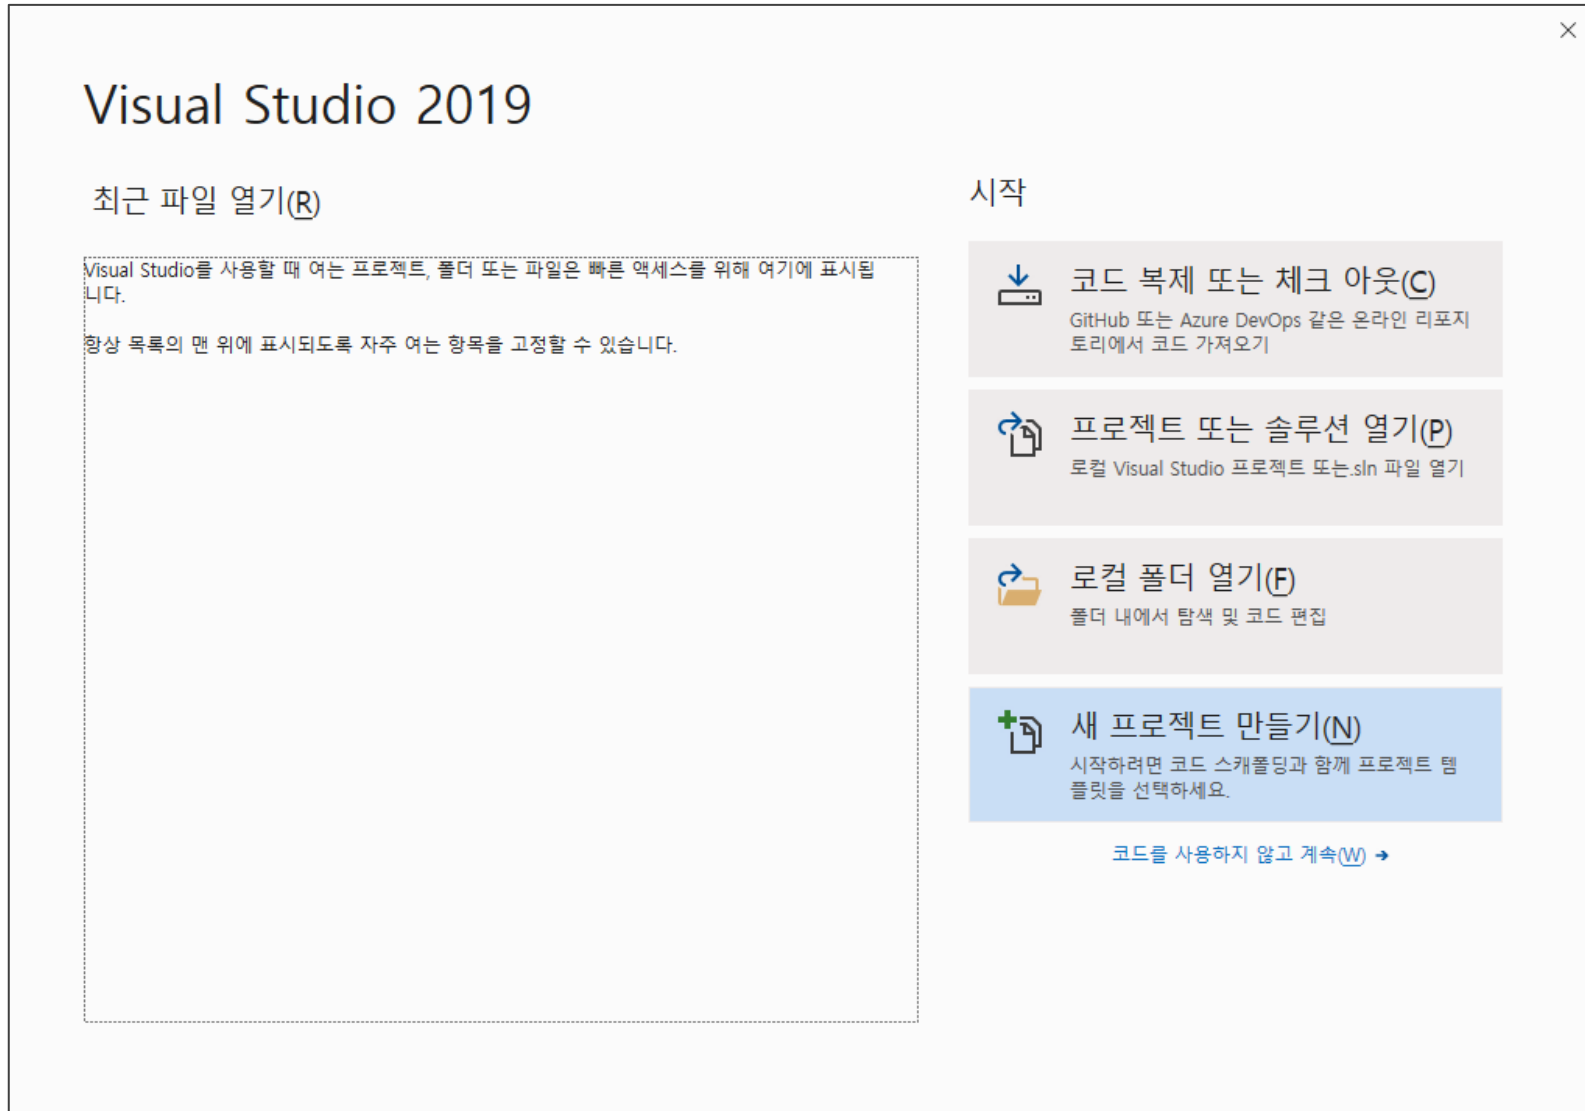 Visual Studio 2019
최근 파일 열기(R)
Visual Studio를 사용할 때 여는 프로젝트, 폴더 또는 파일은 빠른 액세스를 위해 여기에 표시됩
니다.
항상 목록의 맨 위에 표시되도록 자주 여는 항목을 고정할 수 있습니다.
시작
코드 복제 또는 체크 아웃(C)
GitHub 또는 Azure DevOps 같은 온라인 리포지
토리에서 코드 가져오기
프로젝트 또는 솔루션 열기(P)
로컬 Visual Studio 프로젝트 또는.sln 파일 열기
로컬 폴더 열기(F)
폴더 내에서 탐색 및 코드 편집
새 프로젝트 만들기(N)
시작하려면 코드 스캐폴딩과 함께 프로젝트 템
플릿을 선택하세요.
코드를 사용하지 않고 계속(W) →